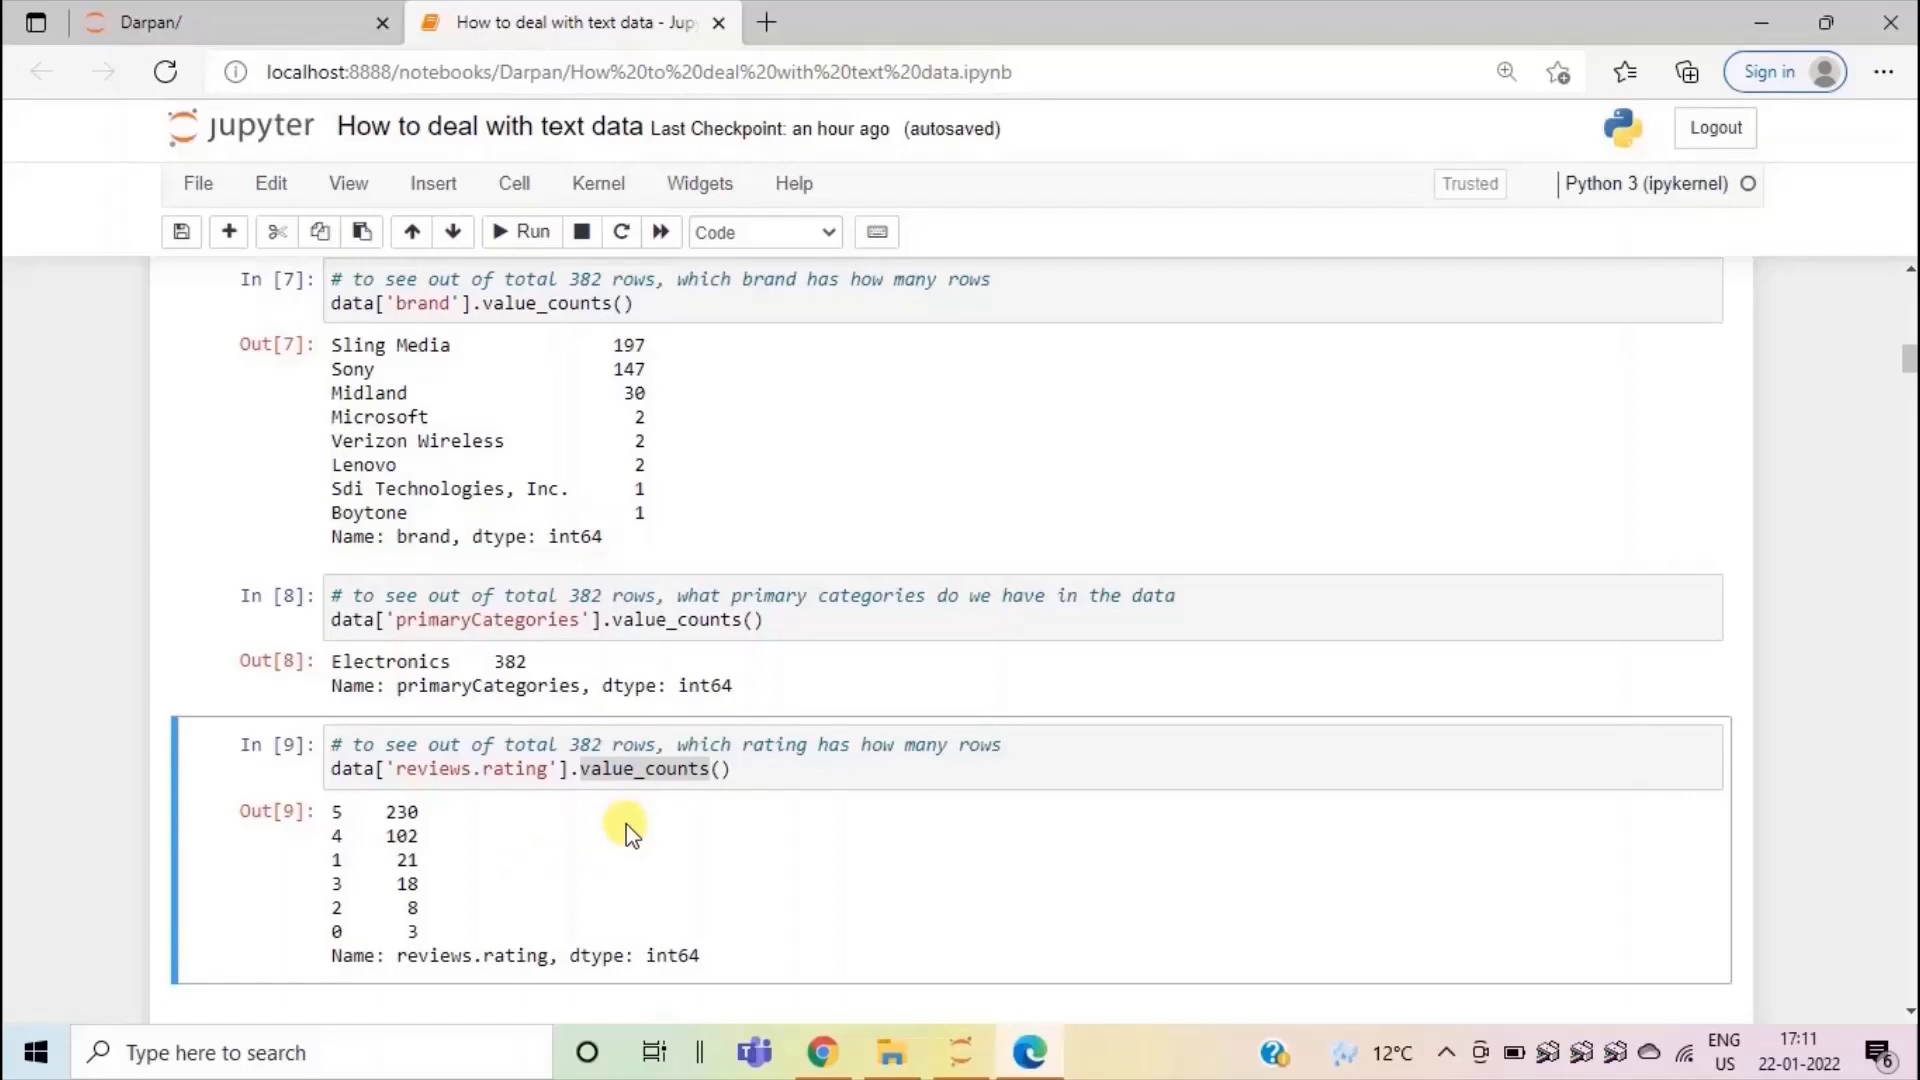 Darpan/
How to deal with text data - Jup
localhost:8888/notebooks/Darpan/How%20to%20deal%20with%20text%20data.ipynb
Sign in
jupyter How to deal with text data Last Checkpoint: an hour ago (autosaved)
Logout
File Edit View Insert Cell Kernel Widgets Help
Trusted
Python 3 (ipykernel)
Run
Code
In [7]: # to see out of total 382 rows, which brand has how many rows
data['brand'].value_counts()
Out[7]: Sling Media 197
Sony 147
Midland 30
Microsoft 2
Verizon Wireless 2
Lenovo 2
Sdi Technologies, Inc. 1
Boytone 1
Name: brand, dtype: int64
In [8]: # to see out of total 382 rows, what primary categories do we have in the data
data['primaryCategories'].value_counts()
Out[8]: Electronics 382
Name: primaryCategories, dtype: int64
In [9]: # to see out of total 382 rows, which rating has how many rows
data['reviews.rating'].value_counts()
Out[9]: 5 230
4 102
1 21
3 18
2 8
0 3
Name: reviews.rating, dtype: int64
Type here to search
12°C
ENG
US
17:11
22-01-2022
6